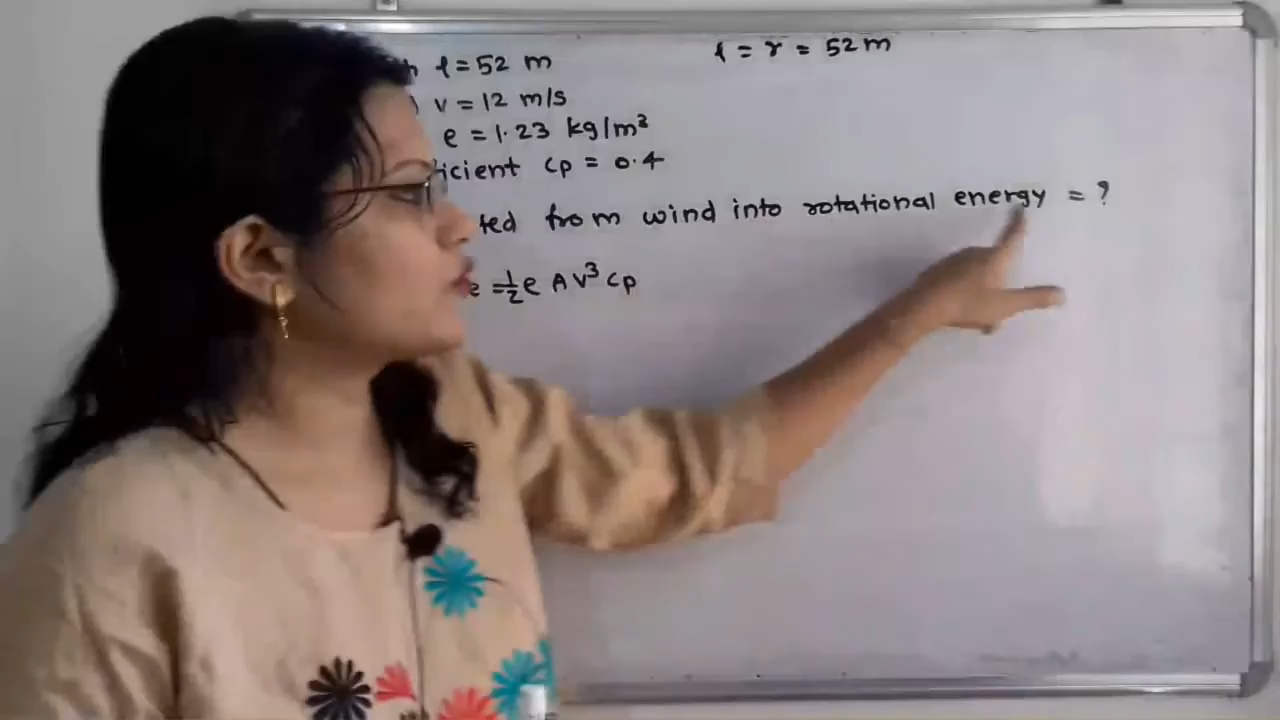 l = 52 m
l = r = 52 m
v = 12 m/s
e = 1.23 kg/m³
icient Cp = 0.4
ted from wind into rotational energy = ?
e = ½ e A V³ Cp